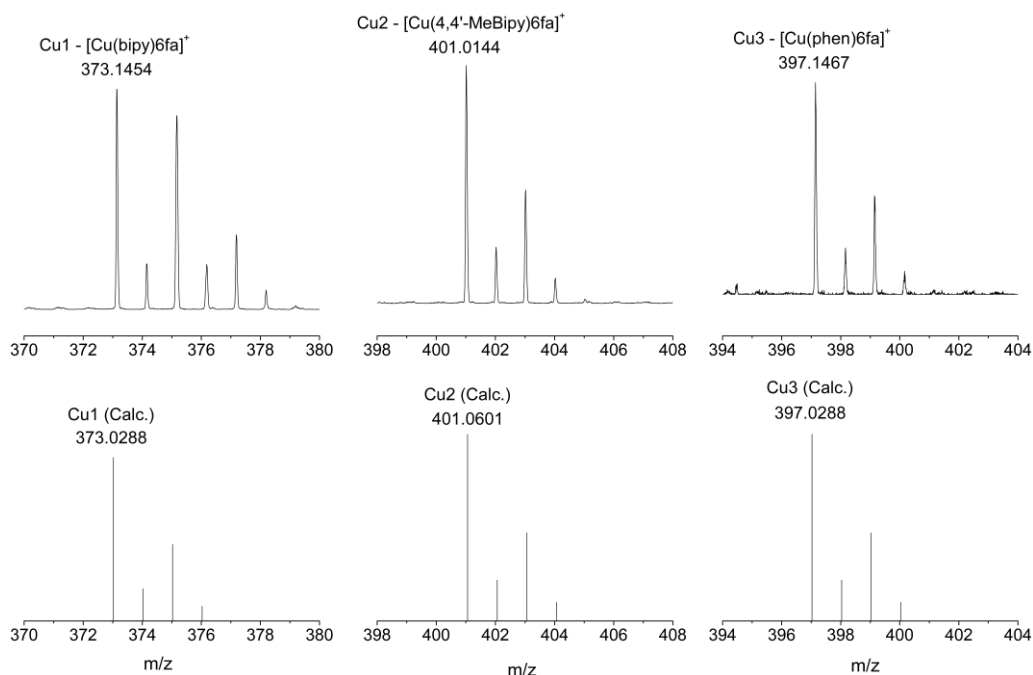 Cu1 - [Cu(bipy)6fa]⁺
373.1454
Cu2 - [Cu(4,4'-MeBipy)6fa]⁺
401.0144
Cu3 - [Cu(phen)6fa]⁺
397.1467
370 372 374 376 378 380
398 400 402 404 406 408
394 396 398 400 402 404
Cu1 (Calc.)
373.0288
Cu2 (Calc.)
401.0601
Cu3 (Calc.)
397.0288
370 372 374 376 378 380
398 400 402 404 406 408
394 396 398 400 402 404
m/z
m/z
m/z